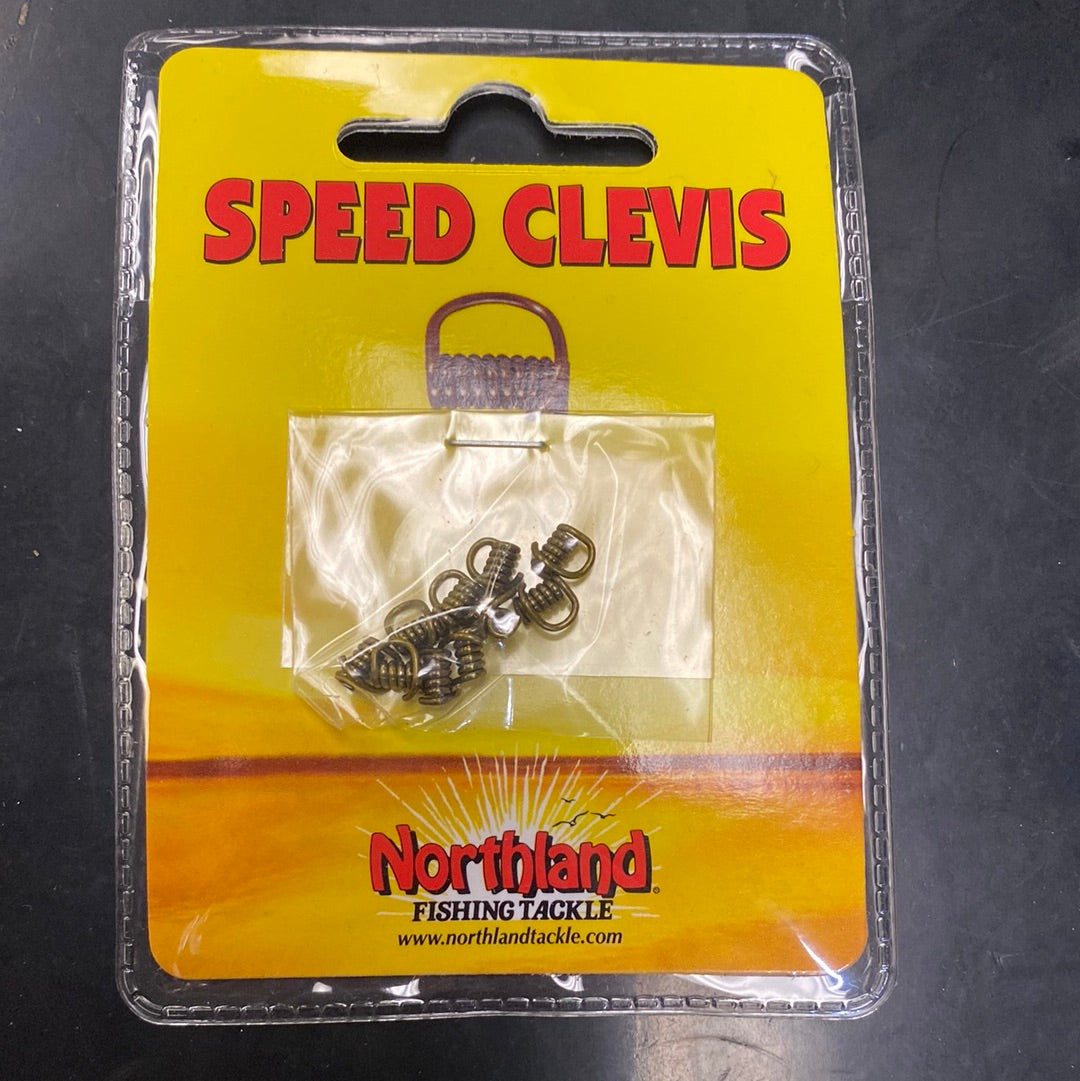 SPEED CLEVIS
Northland®
FISHING TACKLE
www.northlandtackle.com